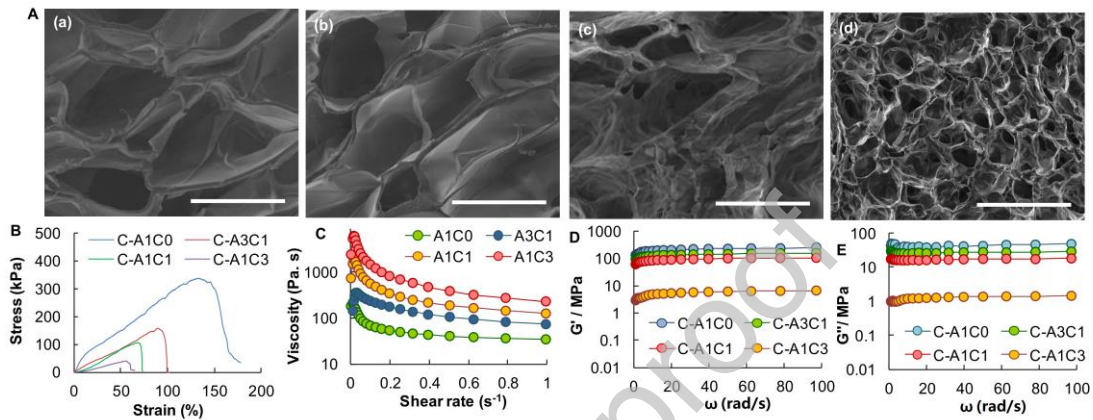 A
(a)
(b)
(c)
(d)
B
500
400
300
200
100
0
Stress (kPa)
C-A1C0
C-A3C1
C-A1C1
C-A1C3
0
50
100
150
200
Strain (%)
C
1000
100
10
Viscosity (Pa. s)
A1C0
A3C1
A1C1
A1C3
0
0.2
0.4
0.6
0.8
1
Shear rate (s⁻¹)
D
1000
100
10
1
0.1
0.01
G' / MPa
C-A1C0
C-A3C1
C-A1C1
C-A1C3
0
20
40
60
80
100
ω (rad/s)
E
100
10
1
0.1
0.01
G''/ MPa
C-A1C0
C-A3C1
C-A1C1
C-A1C3
0
20
40
60
80
100
ω (rad/s)
proof